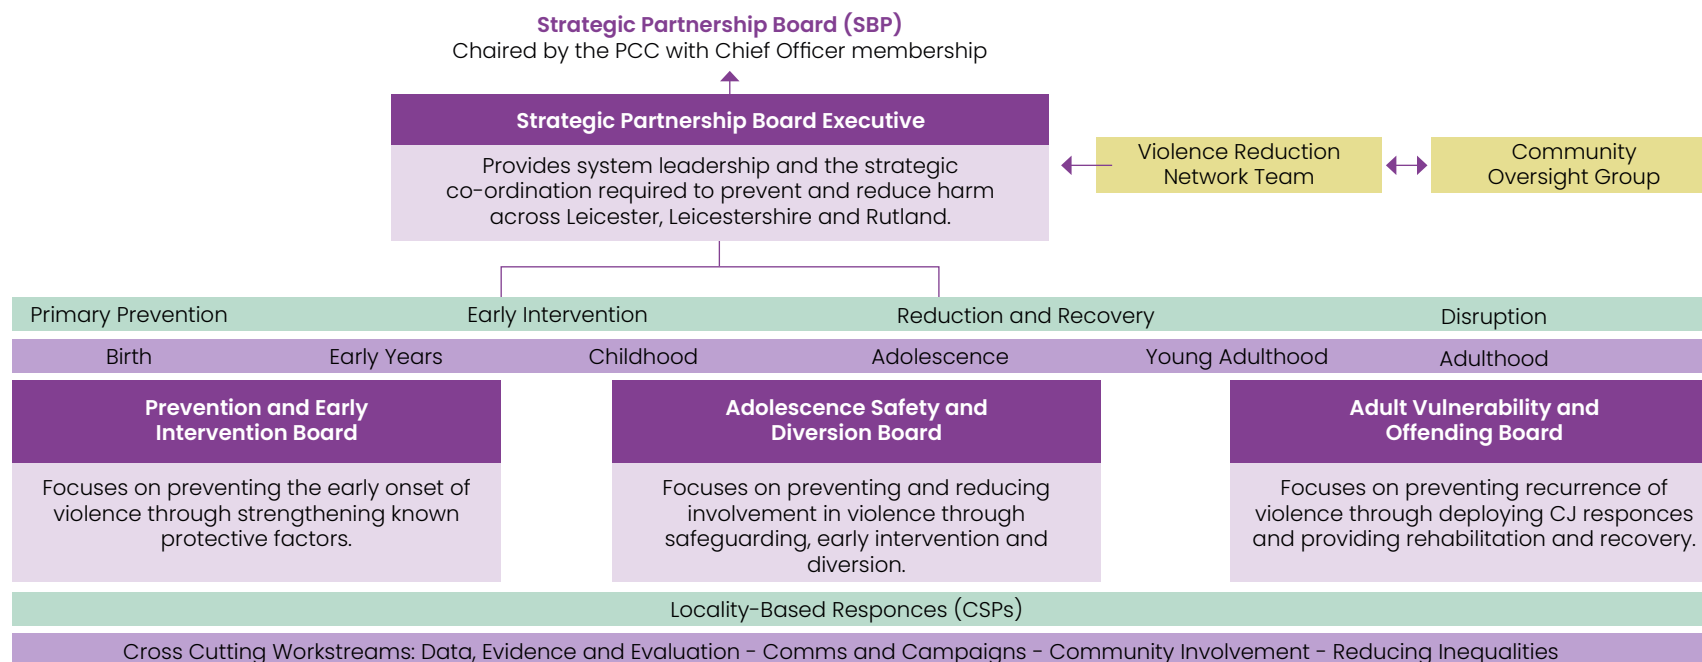 Strategic Partnership Board (SBP)
Chaired by the PCC with Chief Officer membership
Strategic Partnership Board Executive
Provides system leadership and the strategic
co-ordination required to prevent and reduce harm
across Leicester, Leicestershire and Rutland.
Violence Reduction
Network Team
Community
Oversight Group
Primary Prevention
Early Intervention
Reduction and Recovery
Disruption
Birth
Early Years
Childhood
Adolescence
Young Adulthood
Adulthood
Prevention and Early
Intervention Board
Focuses on preventing the early onset of
violence through strengthening known
protective factors.
Adolescence Safety and
Diversion Board
Focuses on preventing and reducing
involvement in violence through
safeguarding, early intervention and
diversion.
Adult Vulnerability and
Offending Board
Focuses on preventing recurrence of
violence through deploying CJ responces
and providing rehabilitation and recovery.
Locality-Based Responces (CSPs)
Cross Cutting Workstreams: Data, Evidence and Evaluation - Comms and Campaigns - Community Involvement - Reducing Inequalities